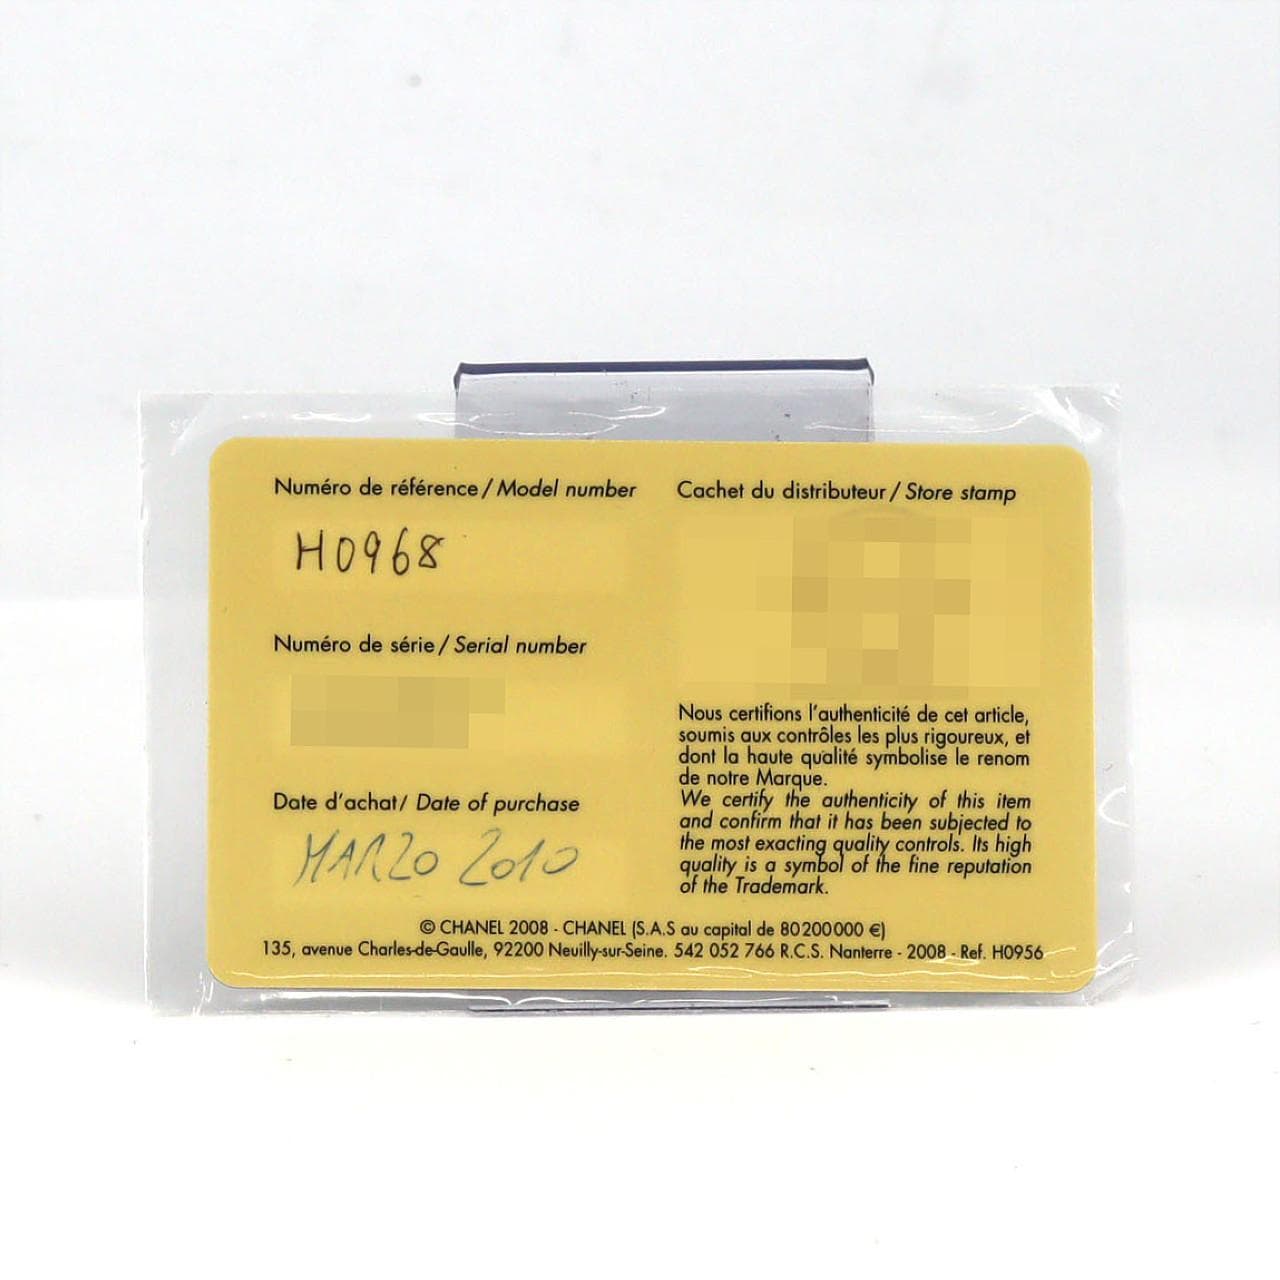 Numéro de référence / Model number
H0968
Numéro de série / Serial number
Date d'achat / Date of purchase
MARZO 2010
Cachet du distributeur / Store stamp
Nous certifions l'authenticité de cet article,
soumis aux contrôles les plus rigoureux, et
dont la haute qualité symbolise le renom
de notre Marque.
We certify the authenticity of this item
and confirm that it has been subjected to
the most exacting quality controls. Its high
quality is a symbol of the fine reputation
of the Trademark.
© CHANEL 2008 - CHANEL (S.A.S au capital de 80 200 000 €)
135, avenue Charles-de-Gaulle, 92200 Neuilly-sur-Seine. 542 052 766 R.C.S. Nanterre - 2008 - Ref. H0956